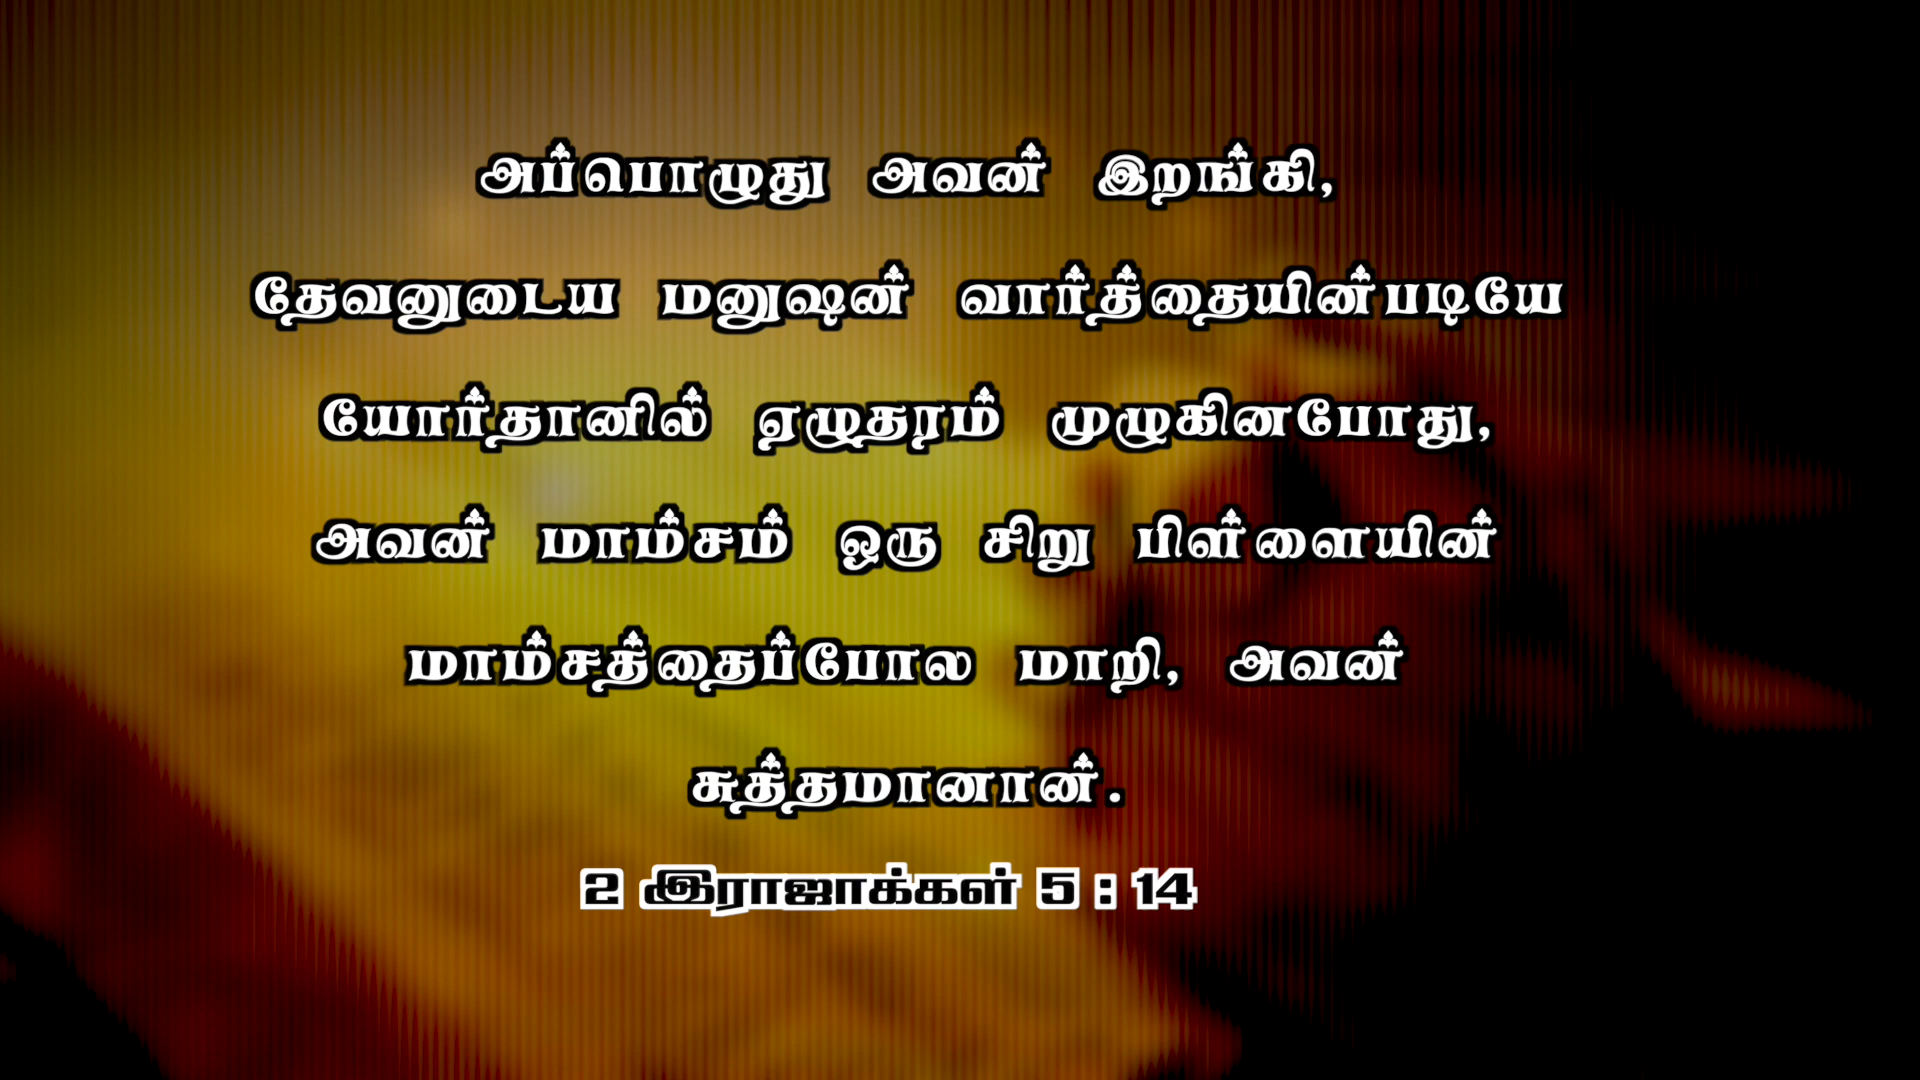 அப்பொழுது அவன் இறங்கி,
தேவனுடைய மனுஷன் வார்த்தையின்படியே
யோர்தானில் ஏழுதரம் முழுகினபோது,
அவன் மாம்சம் ஒரு சிறு பிள்ளையின்
மாம்சத்தைப்போல மாறி, அவன்
சுத்தமானான்.
2 இராஜாக்கள் 5 : 14